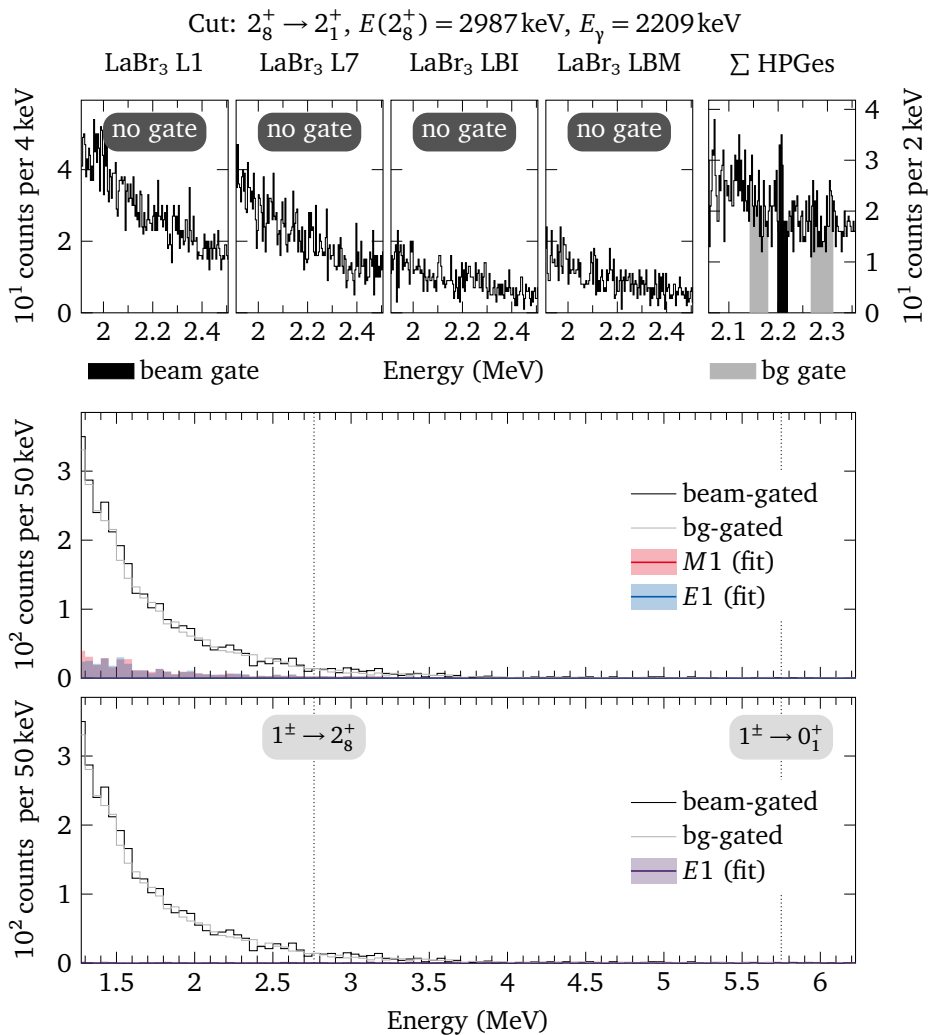 Cut: 2₈⁺ → 2₁⁺, E(2₈⁺) = 2987 keV, Eᵧ = 2209 keV
LaBr₃ L1 LaBr₃ L7 LaBr₃ LBI LaBr₃ LBM ∑ HPGes
no gate no gate no gate no gate
10¹ counts per 4 keV
0 2 4
10¹ counts per 2 keV
0 1 2 3 4
2 2.2 2.4 2 2.2 2.4 2 2.2 2.4 2 2.2 2.4 2.1 2.2 2.3
beam gate Energy (MeV) bg gate
10² counts per 50 keV
0 1 2 3
beam-gated
bg-gated
M1 (fit)
E1 (fit)
10² counts per 50 keV
0 1 2 3
1± → 2₈⁺ 1± → 0₁⁺
beam-gated
bg-gated
E1 (fit)
1.5 2 2.5 3 3.5 4 4.5 5 5.5 6
Energy (MeV)